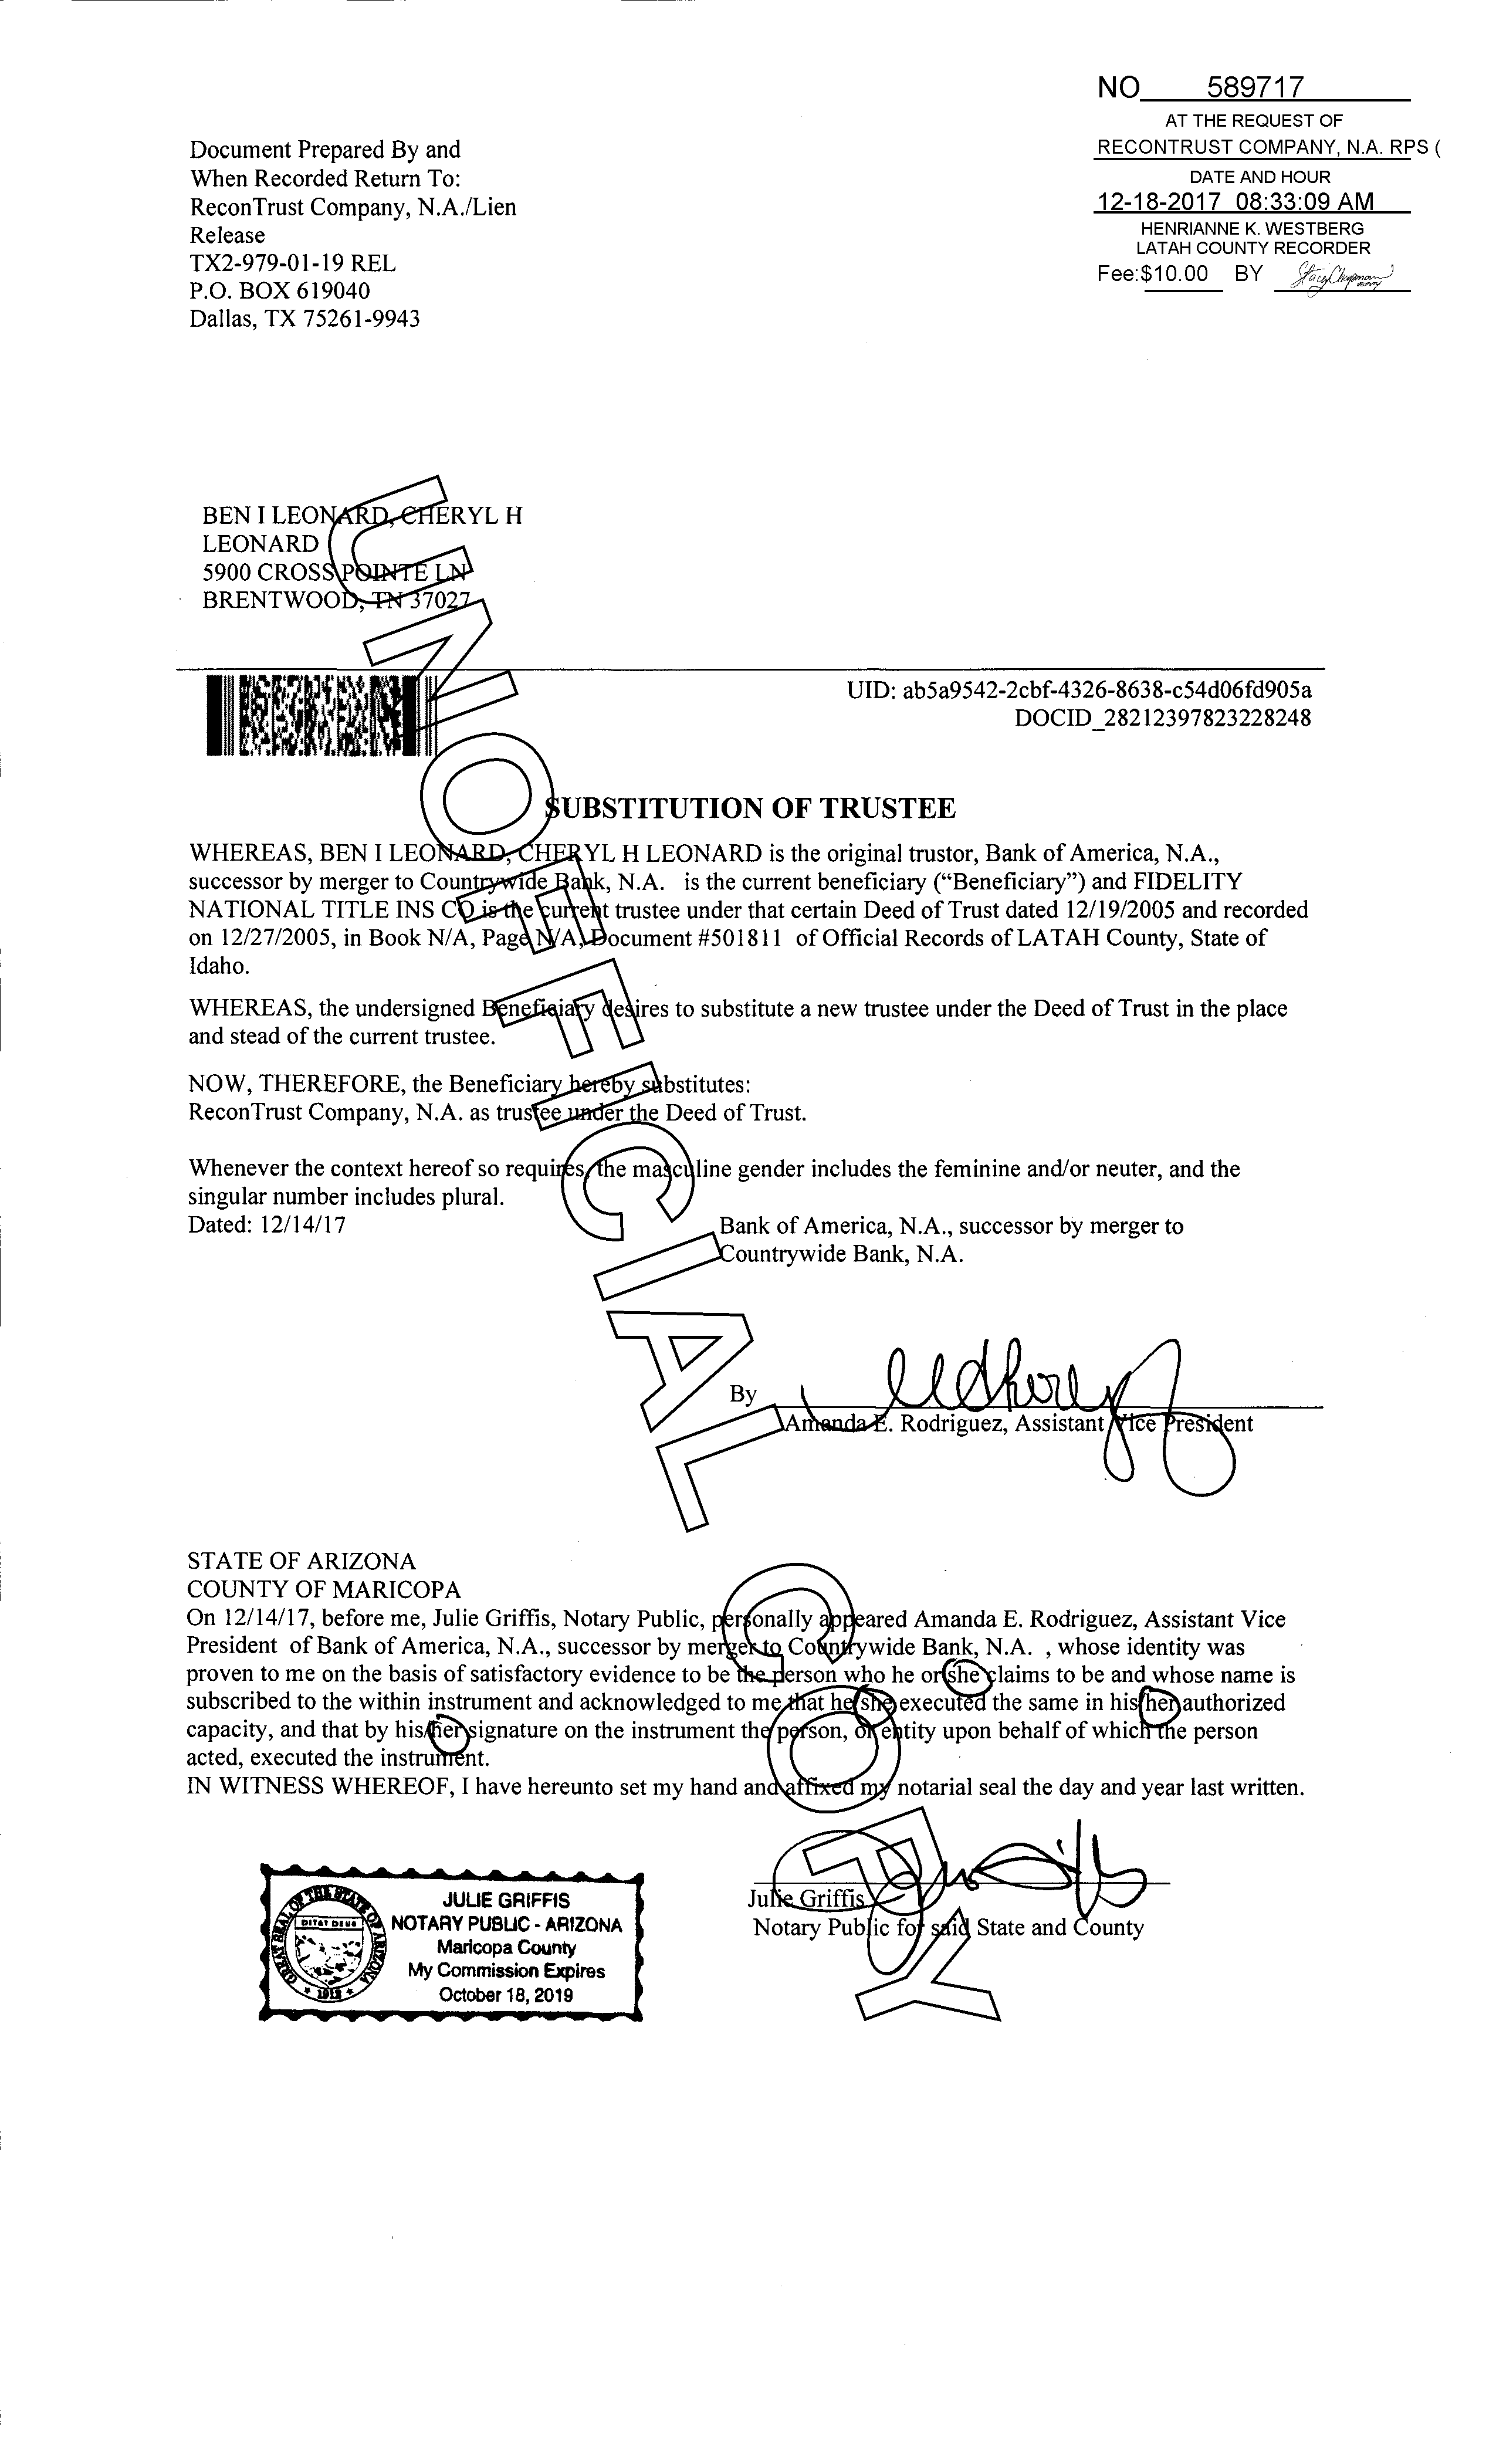 NO 589717
AT THE REQUEST OF
RECONTRUST COMPANY, N.A. RPS (
DATE AND HOUR
12-18-2017 08:33:09 AM
HENRIANNE K. WESTBERG
LATAH COUNTY RECORDER
Fee:$10.00 BY
Document Prepared By and
When Recorded Return To:
ReconTrust Company, N.A./Lien
Release
TX2-979-01-19 REL
P.O. BOX 619040
Dallas, TX 75261-9943
BEN I LEONARD, CHERYL H
LEONARD
5900 CROSS POINTE LN
BRENTWOOD, TN 37027
UID: ab5a9542-2cbf-4326-8638-c54d06fd905a
DOCID_28212397823228248
SUBSTITUTION OF TRUSTEE
WHEREAS, BEN I LEONARD, CHERYL H LEONARD is the original trustor, Bank of America, N.A.,
successor by merger to Countrywide Bank, N.A. is the current beneficiary (“Beneficiary”) and FIDELITY
NATIONAL TITLE INS CO is the current trustee under that certain Deed of Trust dated 12/19/2005 and recorded
on 12/27/2005, in Book N/A, Page N/A, Document #501811 of Official Records of LATAH County, State of
Idaho.
WHEREAS, the undersigned Beneficiary desires to substitute a new trustee under the Deed of Trust in the place
and stead of the current trustee.
NOW, THEREFORE, the Beneficiary hereby substitutes:
ReconTrust Company, N.A. as trustee under the Deed of Trust.
Whenever the context hereof so requires, the masculine gender includes the feminine and/or neuter, and the
singular number includes plural.
Dated: 12/14/17
Bank of America, N.A., successor by merger to
Countrywide Bank, N.A.
By
Amanda E. Rodriguez, Assistant Vice President
STATE OF ARIZONA
COUNTY OF MARICOPA
On 12/14/17, before me, Julie Griffis, Notary Public, personally appeared Amanda E. Rodriguez, Assistant Vice
President of Bank of America, N.A., successor by merger to Countrywide Bank, N.A. , whose identity was
proven to me on the basis of satisfactory evidence to be the person who he or she claims to be and whose name is
subscribed to the within instrument and acknowledged to me that he/she executed the same in his/her authorized
capacity, and that by his/her signature on the instrument the person, or entity upon behalf of which the person
acted, executed the instrument.
IN WITNESS WHEREOF, I have hereunto set my hand and affixed my notarial seal the day and year last written.
Julie Griffis
Notary Public for said State and County
GREAT SEAL OF THE STATE OF ARIZONA
DITAT DEUS
1912
JULIE GRIFFIS
NOTARY PUBLIC - ARIZONA
Maricopa County
My Commission Expires
October 18, 2019
UNOFFICIAL COPY